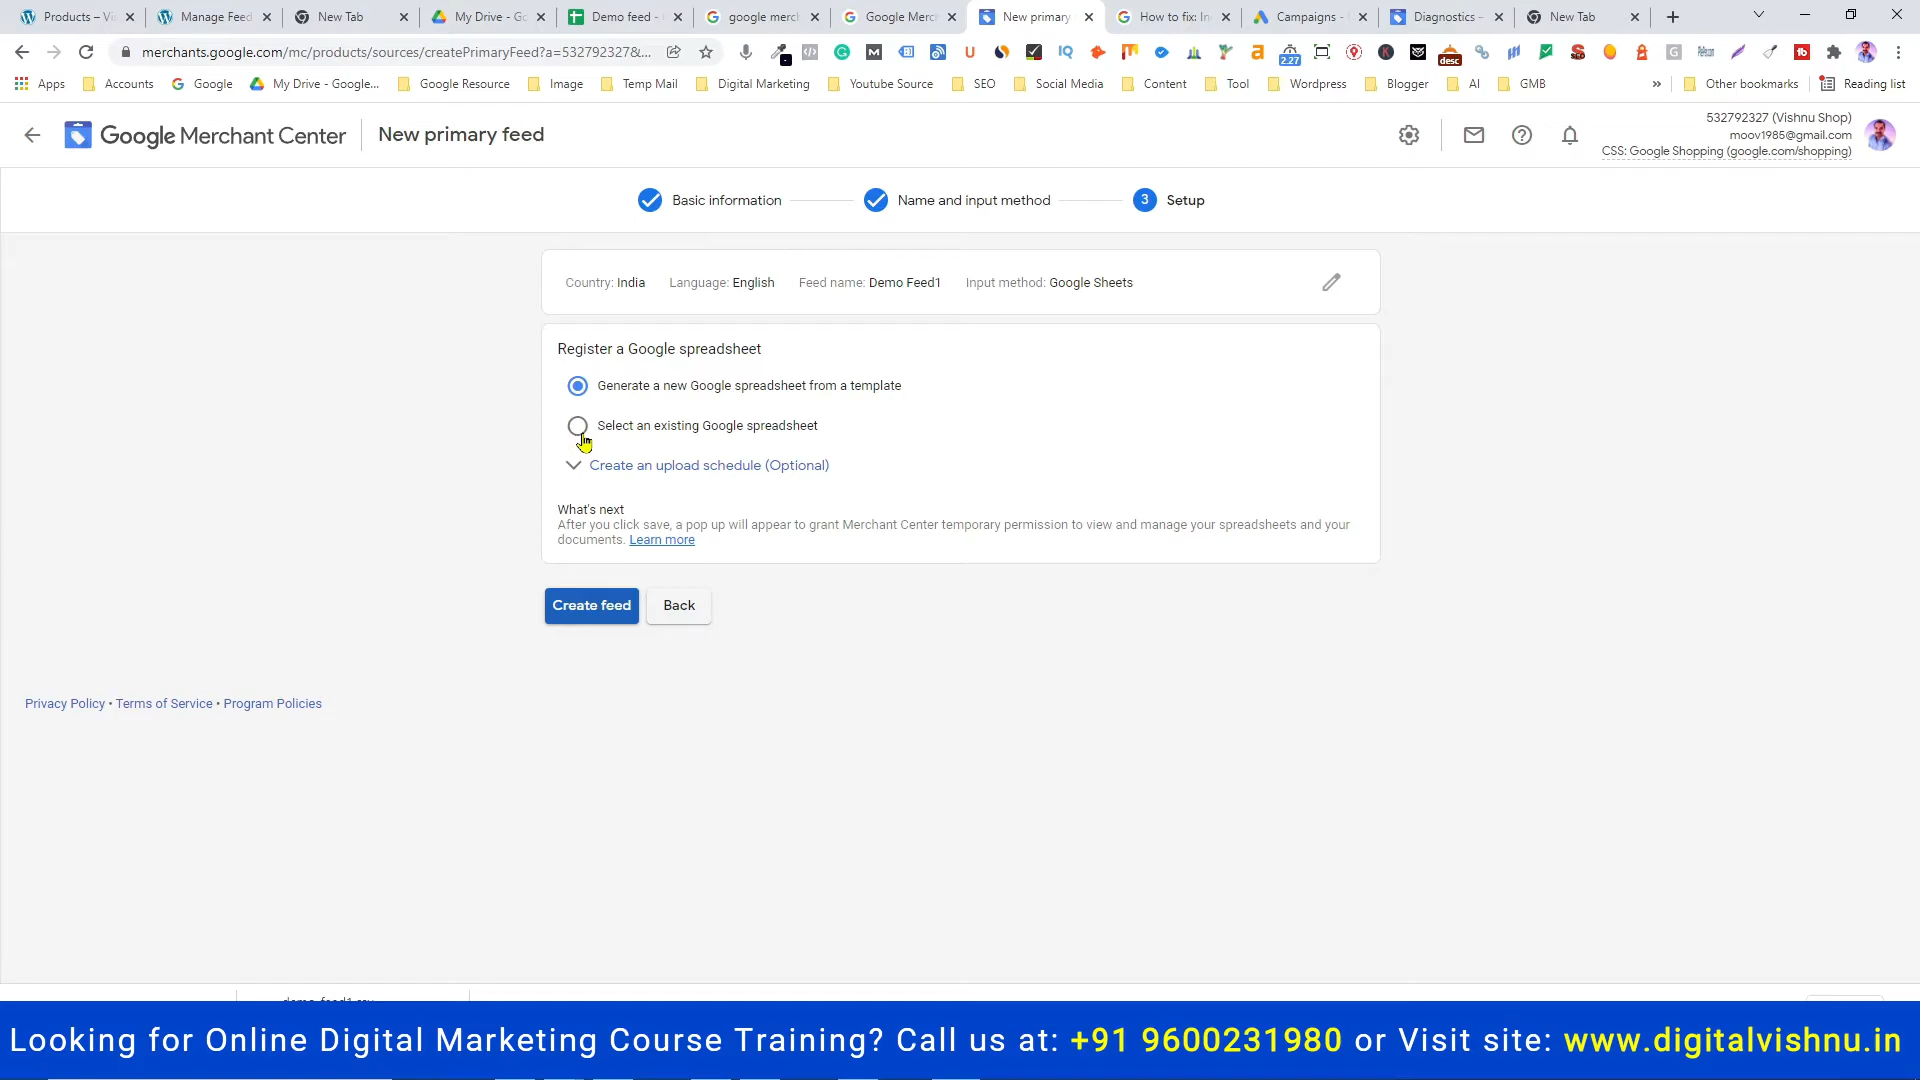 Products – Vi
Manage Feed
New Tab
My Drive - Go
Demo feed -
google merch
Google Merc
New primary
How to fix: In
Campaigns -
Diagnostics –
New Tab
merchants.google.com/mc/products/sources/createPrimaryFeed?a=532792327&...
2.27
desc
Apps
Accounts
Google
My Drive - Google...
Google Resource
Image
Temp Mail
Digital Marketing
Youtube Source
SEO
Social Media
Content
Tool
Wordpress
Blogger
AI
GMB
»
Other bookmarks
Reading list
Google Merchant Center
New primary feed
532792327 (Vishnu Shop)
moov1985@gmail.com
CSS: Google Shopping (google.com/shopping)
Basic information
Name and input method
3 Setup
Country: India Language: English Feed name: Demo Feed1 Input method: Google Sheets
Register a Google spreadsheet
Generate a new Google spreadsheet from a template
Select an existing Google spreadsheet
Create an upload schedule (Optional)
What's next
After you click save, a pop up will appear to grant Merchant Center temporary permission to view and manage your spreadsheets and your
documents. Learn more
Create feed Back
Privacy Policy • Terms of Service • Program Policies
Looking for Online Digital Marketing Course Training? Call us at: +91 9600231980 or Visit site: www.digitalvishnu.in